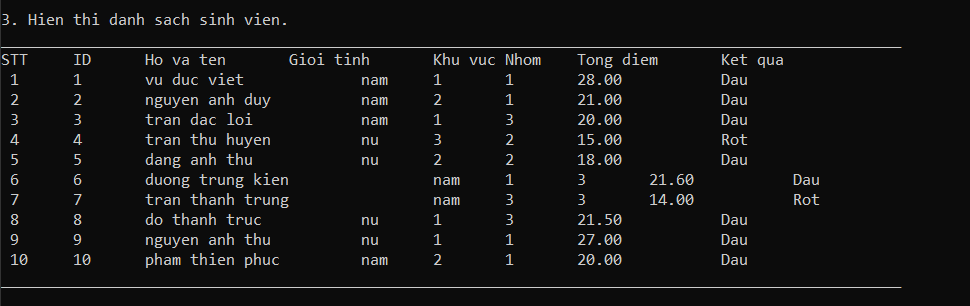 3. Hien thi danh sach sinh vien.
STT ID Ho va ten Gioi tinh Khu vuc Nhom Tong diem Ket qua
1 1 vu duc viet nam 1 1 28.00 Dau
2 2 nguyen anh duy nam 2 1 21.00 Dau
3 3 tran dac loi nam 1 3 20.00 Dau
4 4 tran thu huyen nu 3 2 15.00 Rot
5 5 dang anh thu nu 2 2 18.00 Dau
6 6 duong trung kien nam 1 3 21.60 Dau
7 7 tran thanh trung nam 3 3 14.00 Rot
8 8 do thanh truc nu 1 3 21.50 Dau
9 9 nguyen anh thu nu 1 1 27.00 Dau
10 10 pham thien phuc nam 2 1 20.00 Dau